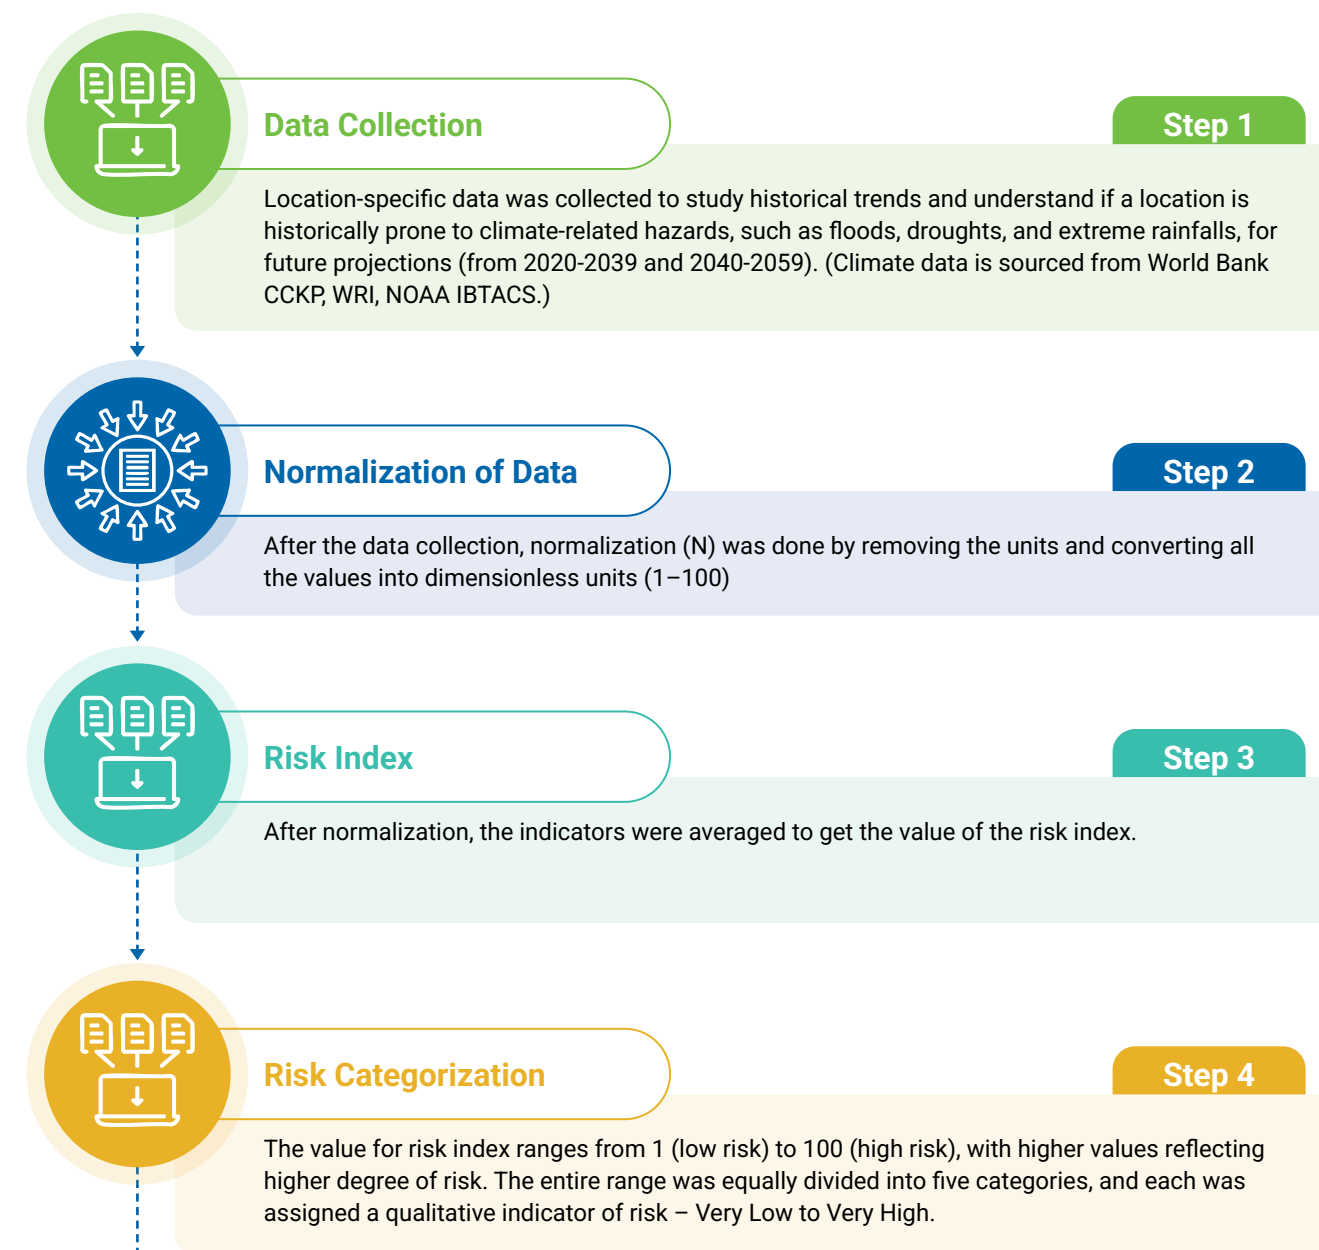 Data Collection
Step 1
Location-specific data was collected to study historical trends and understand if a location is
historically prone to climate-related hazards, such as floods, droughts, and extreme rainfalls, for
future projections (from 2020-2039 and 2040-2059). (Climate data is sourced from World Bank
CCKP, WRI, NOAA IBTACS.)
Normalization of Data
Step 2
After the data collection, normalization (N) was done by removing the units and converting all
the values into dimensionless units (1–100)
Risk Index
Step 3
After normalization, the indicators were averaged to get the value of the risk index.
Risk Categorization
Step 4
The value for risk index ranges from 1 (low risk) to 100 (high risk), with higher values reflecting
higher degree of risk. The entire range was equally divided into five categories, and each was
assigned a qualitative indicator of risk – Very Low to Very High.